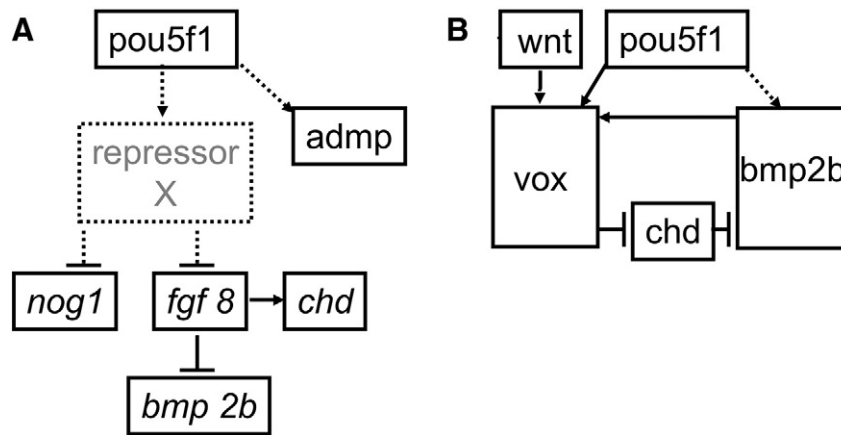 A
pou5f1
repressor
X
admp
nog1
fgf 8
chd
bmp 2b
B
wnt
pou5f1
vox
chd
bmp2b